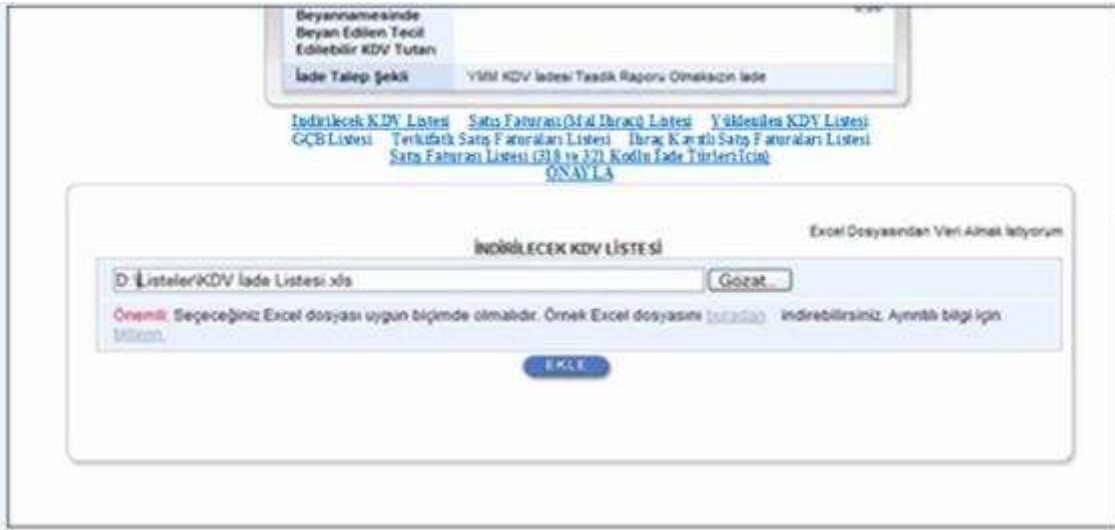 Beyannamesinde
Beyan Edilen Tecil
Edilebilir KDV Tutarı
İade Talep Şekli YMM KDV İadesi Tasdik Raporu Olmaksızın İade
İndirilecek KDV Listesi Satış Faturası (Mal İhracı) Listesi Yüklenilen KDV Listesi
GÇB Listesi Tevkifatlı Satış Faturaları Listesi İhraç Kayıtlı Satış Faturaları Listesi
Satış Faturası Listesi (318 ve 321 Kodlu İade Türleri İçin)
ONAYLA
Excel Dosyasından Veri Almak İstiyorum
İNDİRİLECEK KDV LİSTESİ
D:\Listeler\KDV İade Listesi.xls Gözat...
Önemli: Seçeceğiniz Excel dosyası uygun biçimde olmalıdır. Örnek Excel dosyasını buradan indirebilirsiniz. Ayrıntılı bilgi için
tıklayın.
EKLE